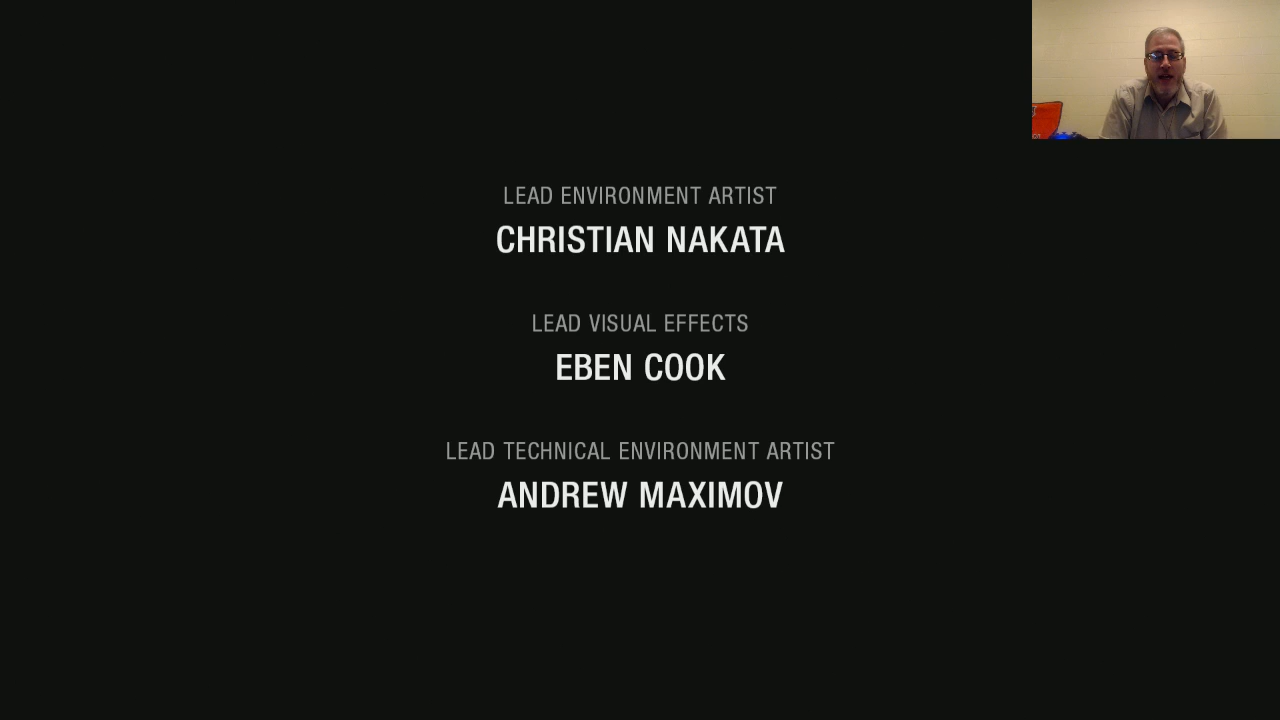 LEAD ENVIRONMENT ARTIST
CHRISTIAN NAKATA
LEAD VISUAL EFFECTS
EBEN COOK
LEAD TECHNICAL ENVIRONMENT ARTIST
ANDREW MAXIMOV